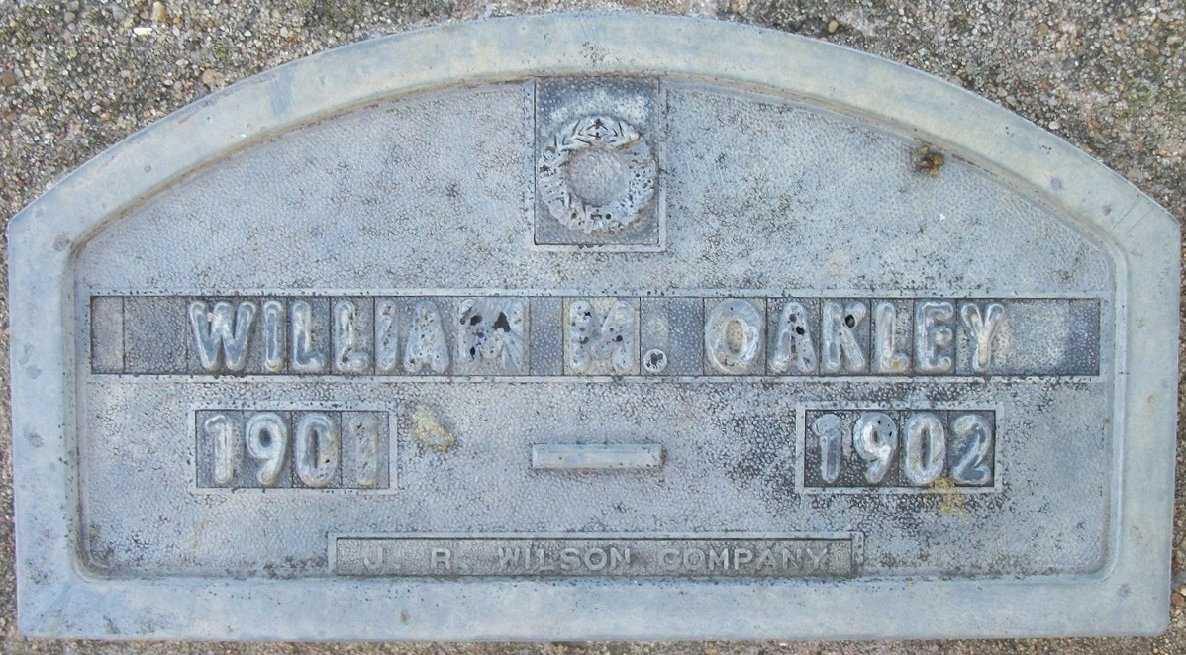 WILLIAM M. OAKLEY
1901 — 1902
J. R. WILSON COMPANY